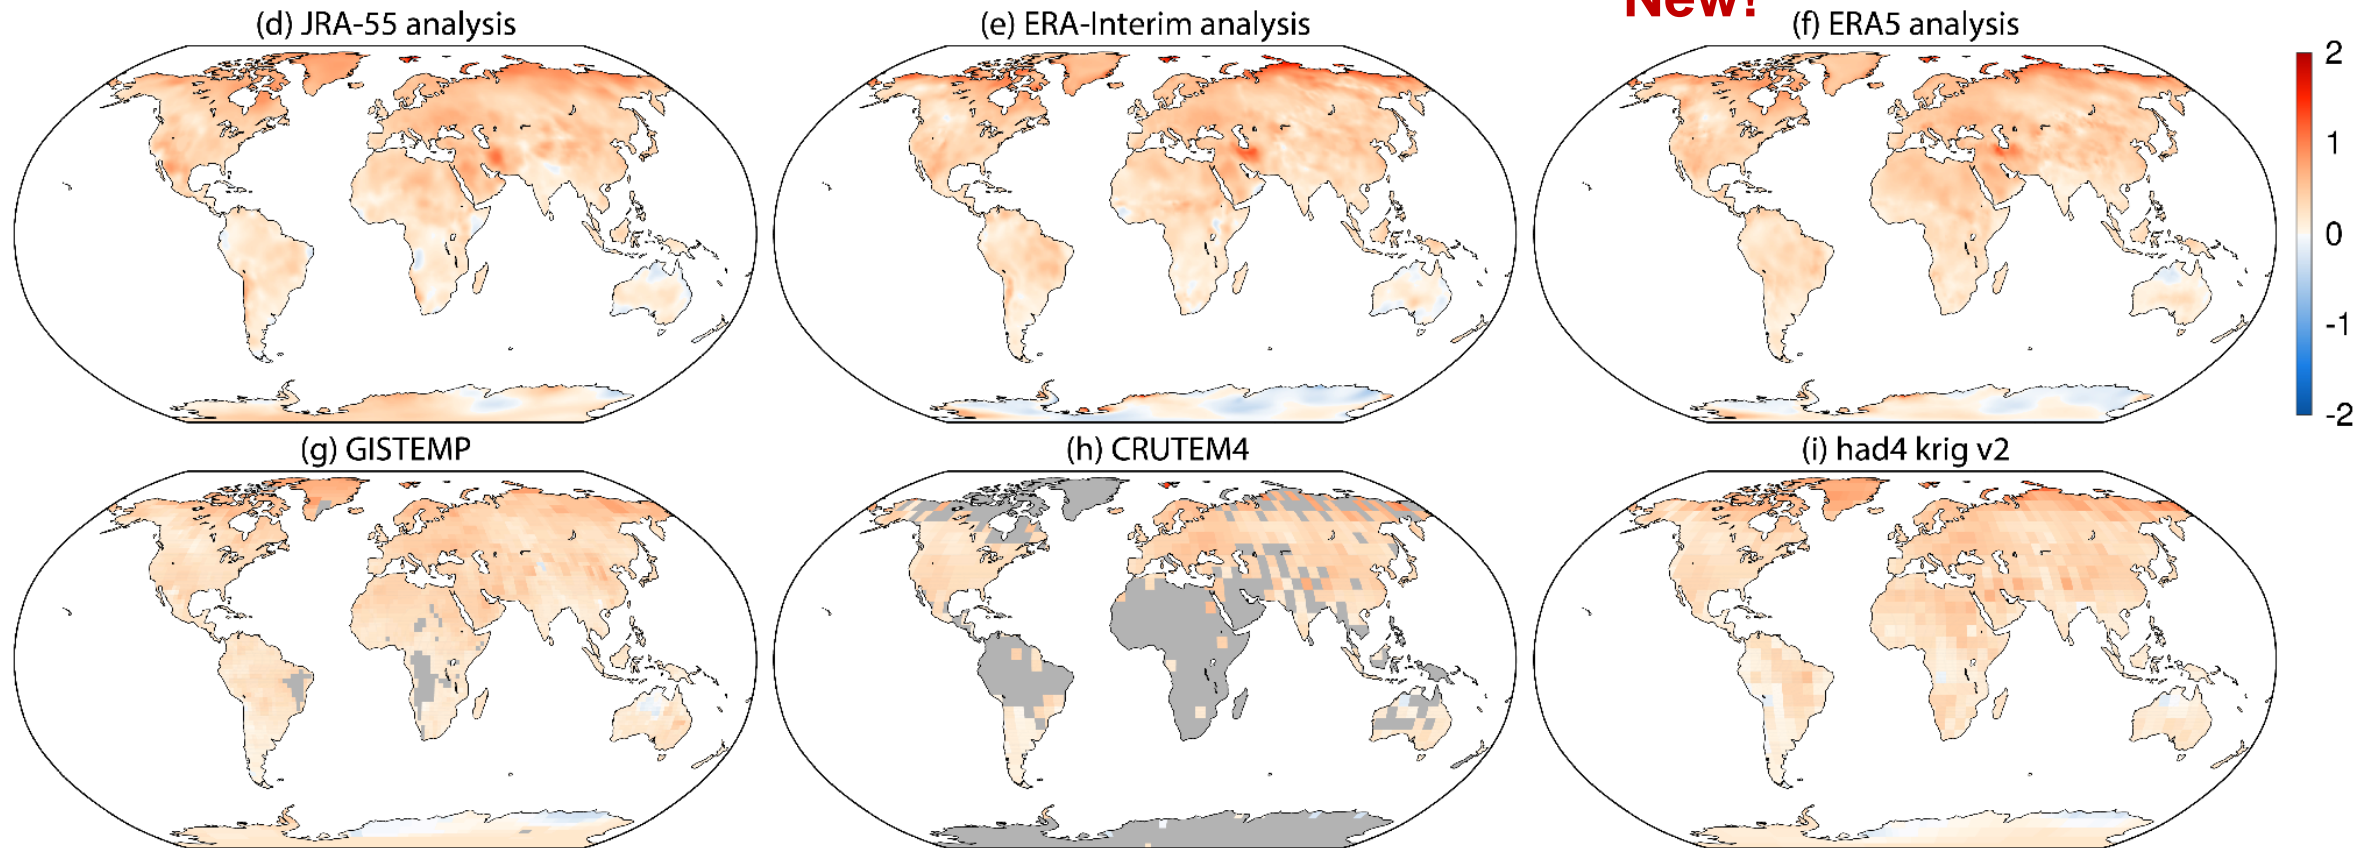 New!
(d) JRA-55 analysis
(e) ERA-Interim analysis
(f) ERA5 analysis
2
1
0
-1
-2
(g) GISTEMP
(h) CRUTEM4
(i) had4 krig v2